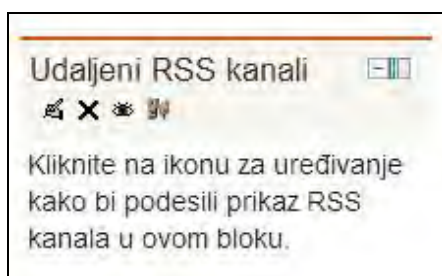 Udaljeni RSS kanali
Kliknite na ikonu za uređivanje
kako bi podesili prikaz RSS
kanala u ovom bloku.